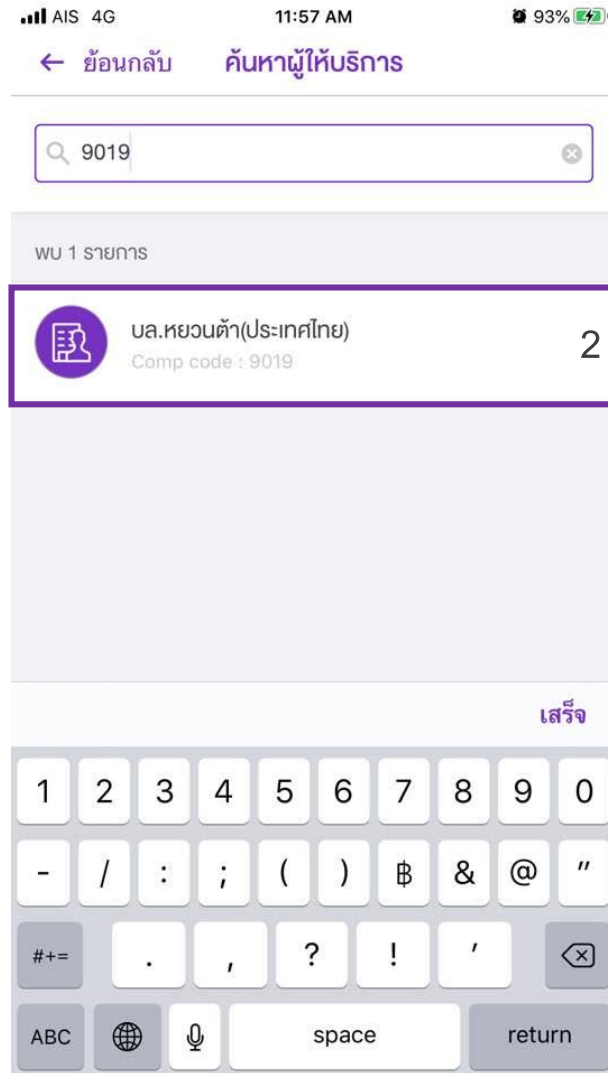 AIS 4G 11:57 AM 93%
← ย้อนกลับ ค้นหาผู้ให้บริการ
9019
พบ 1 รายการ
บล.หยวนต้า(ประเทศไทย)
Comp code : 9019
2
เสร็จ
1 2 3 4 5 6 7 8 9 0
- / : ; ( ) ฿ & @ "
#+= . , ? ! '
ABC space return